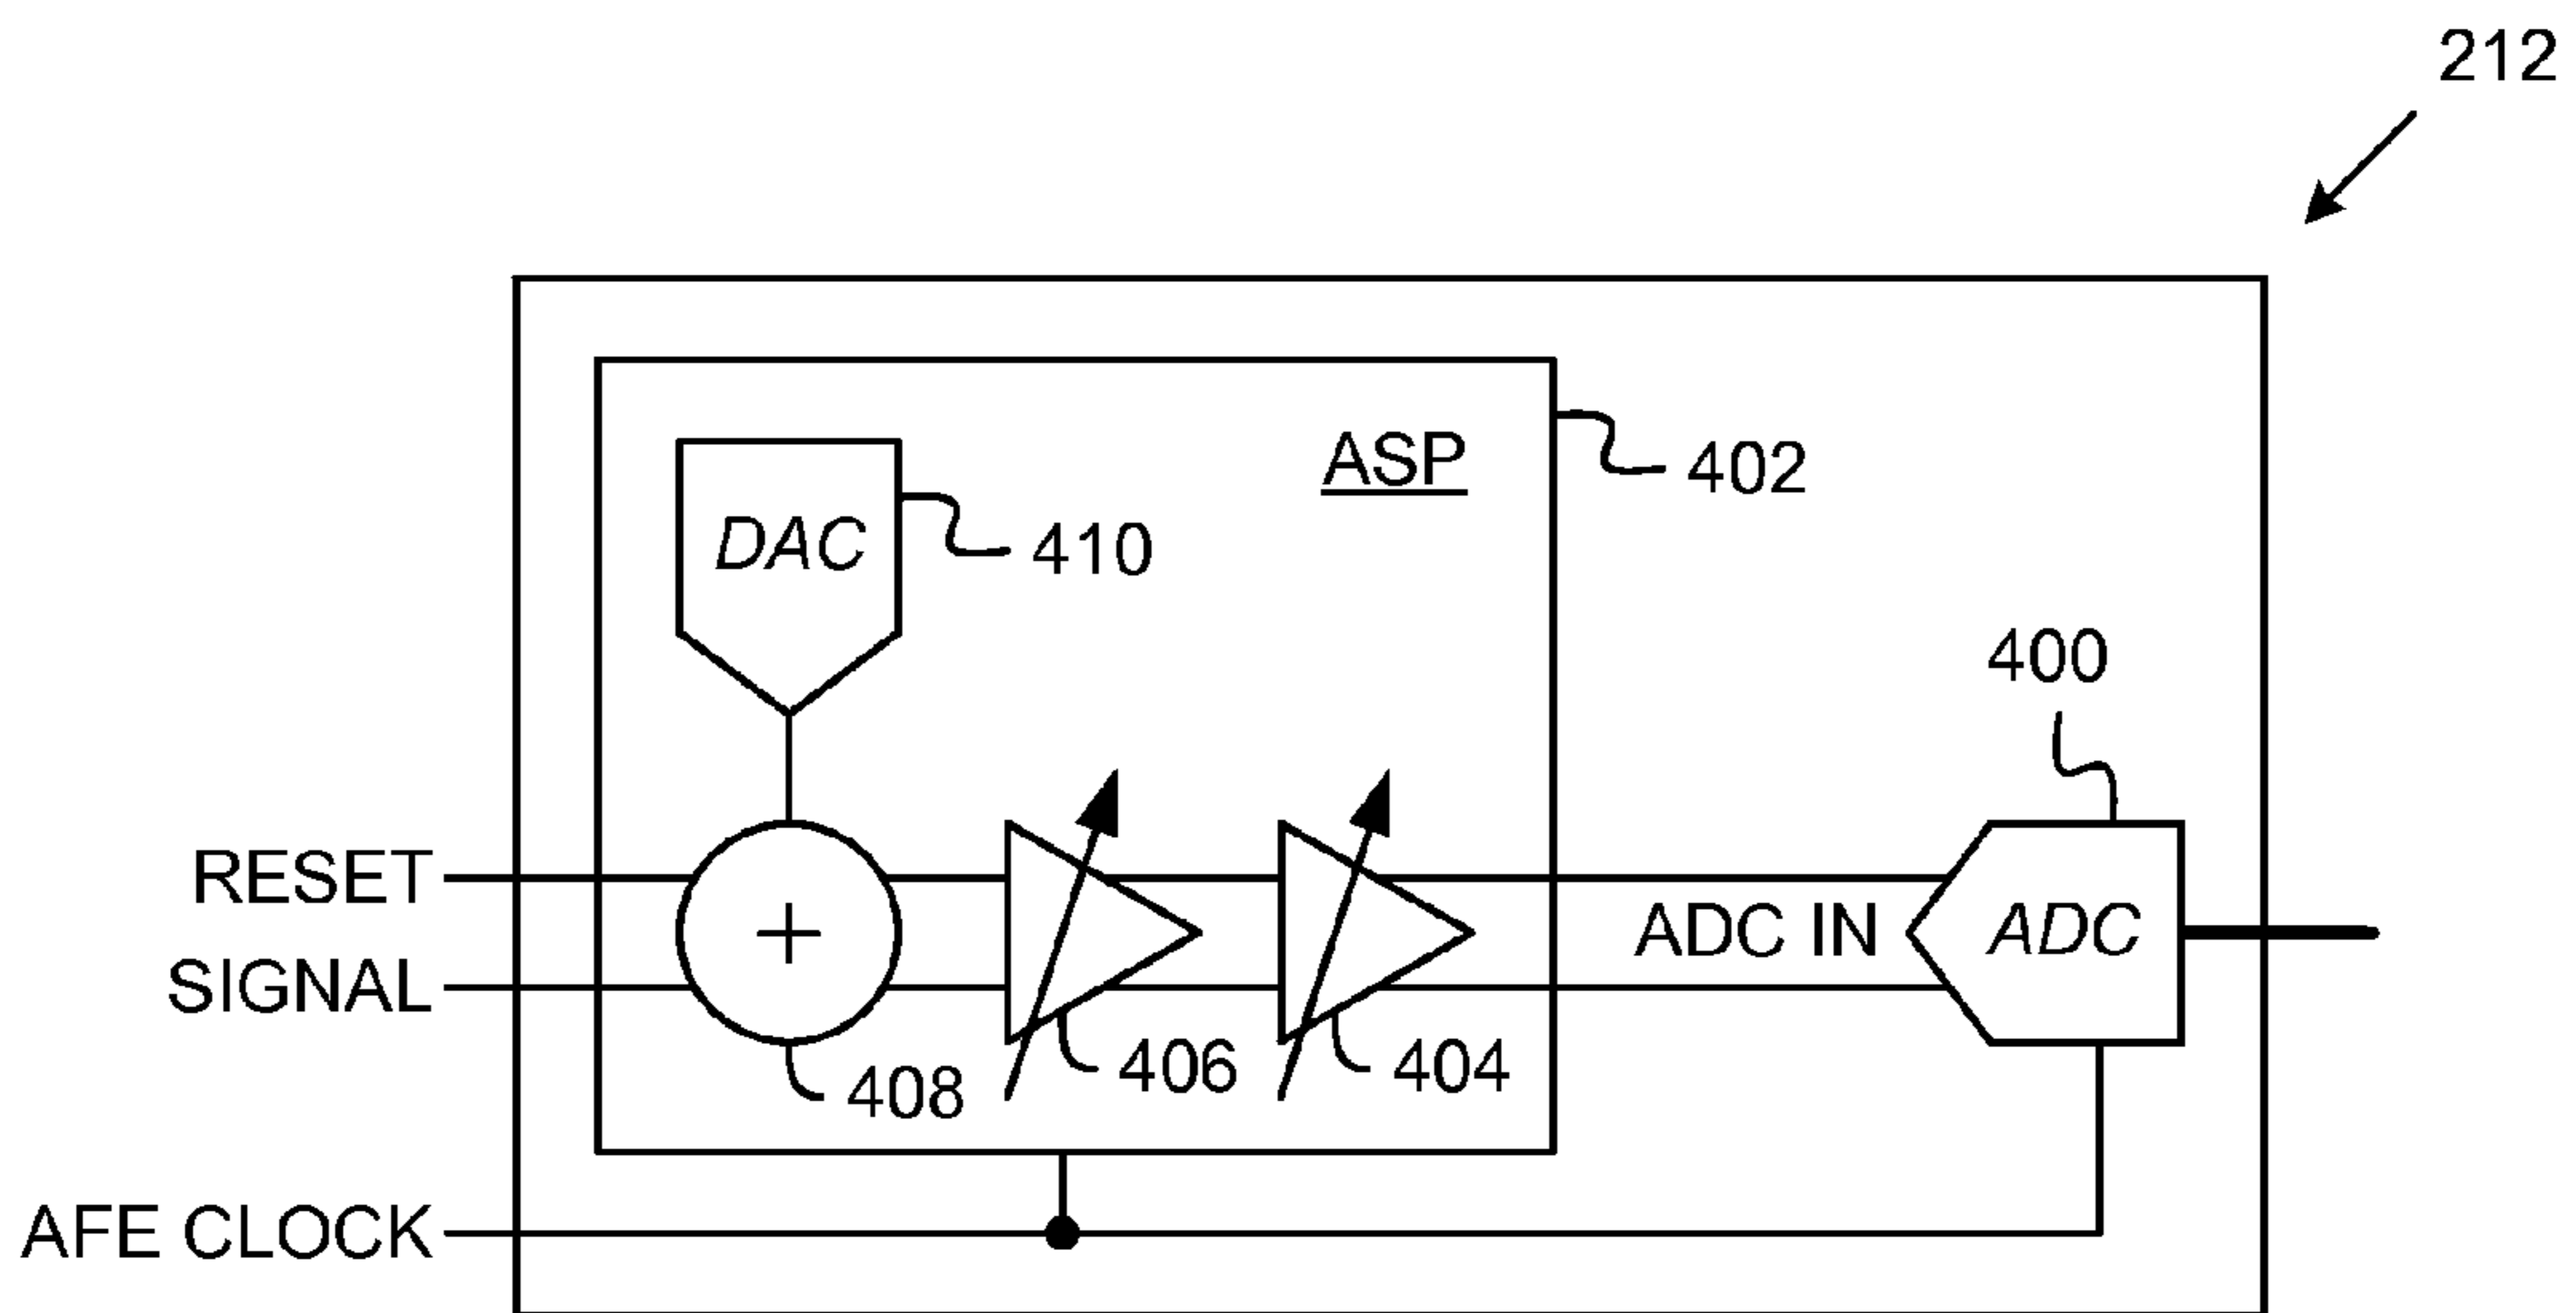 212
ASP
402
DAC
410
400
RESET
ADC IN
ADC
SIGNAL
406
404
408
AFE CLOCK